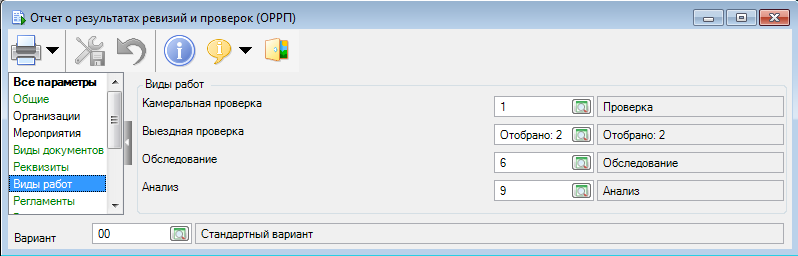 Отчет о результатах ревизий и проверок (ОРРП)
Все параметры
Общие
Организации
Мероприятия
Виды документов
Реквизиты
Виды работ
Регламенты
Виды работ
Камеральная проверка 1 Проверка
Выездная проверка Отобрано: 2 Отобрано: 2
Обследование 6 Обследование
Анализ 9 Анализ
Вариант 00 Стандартный вариант